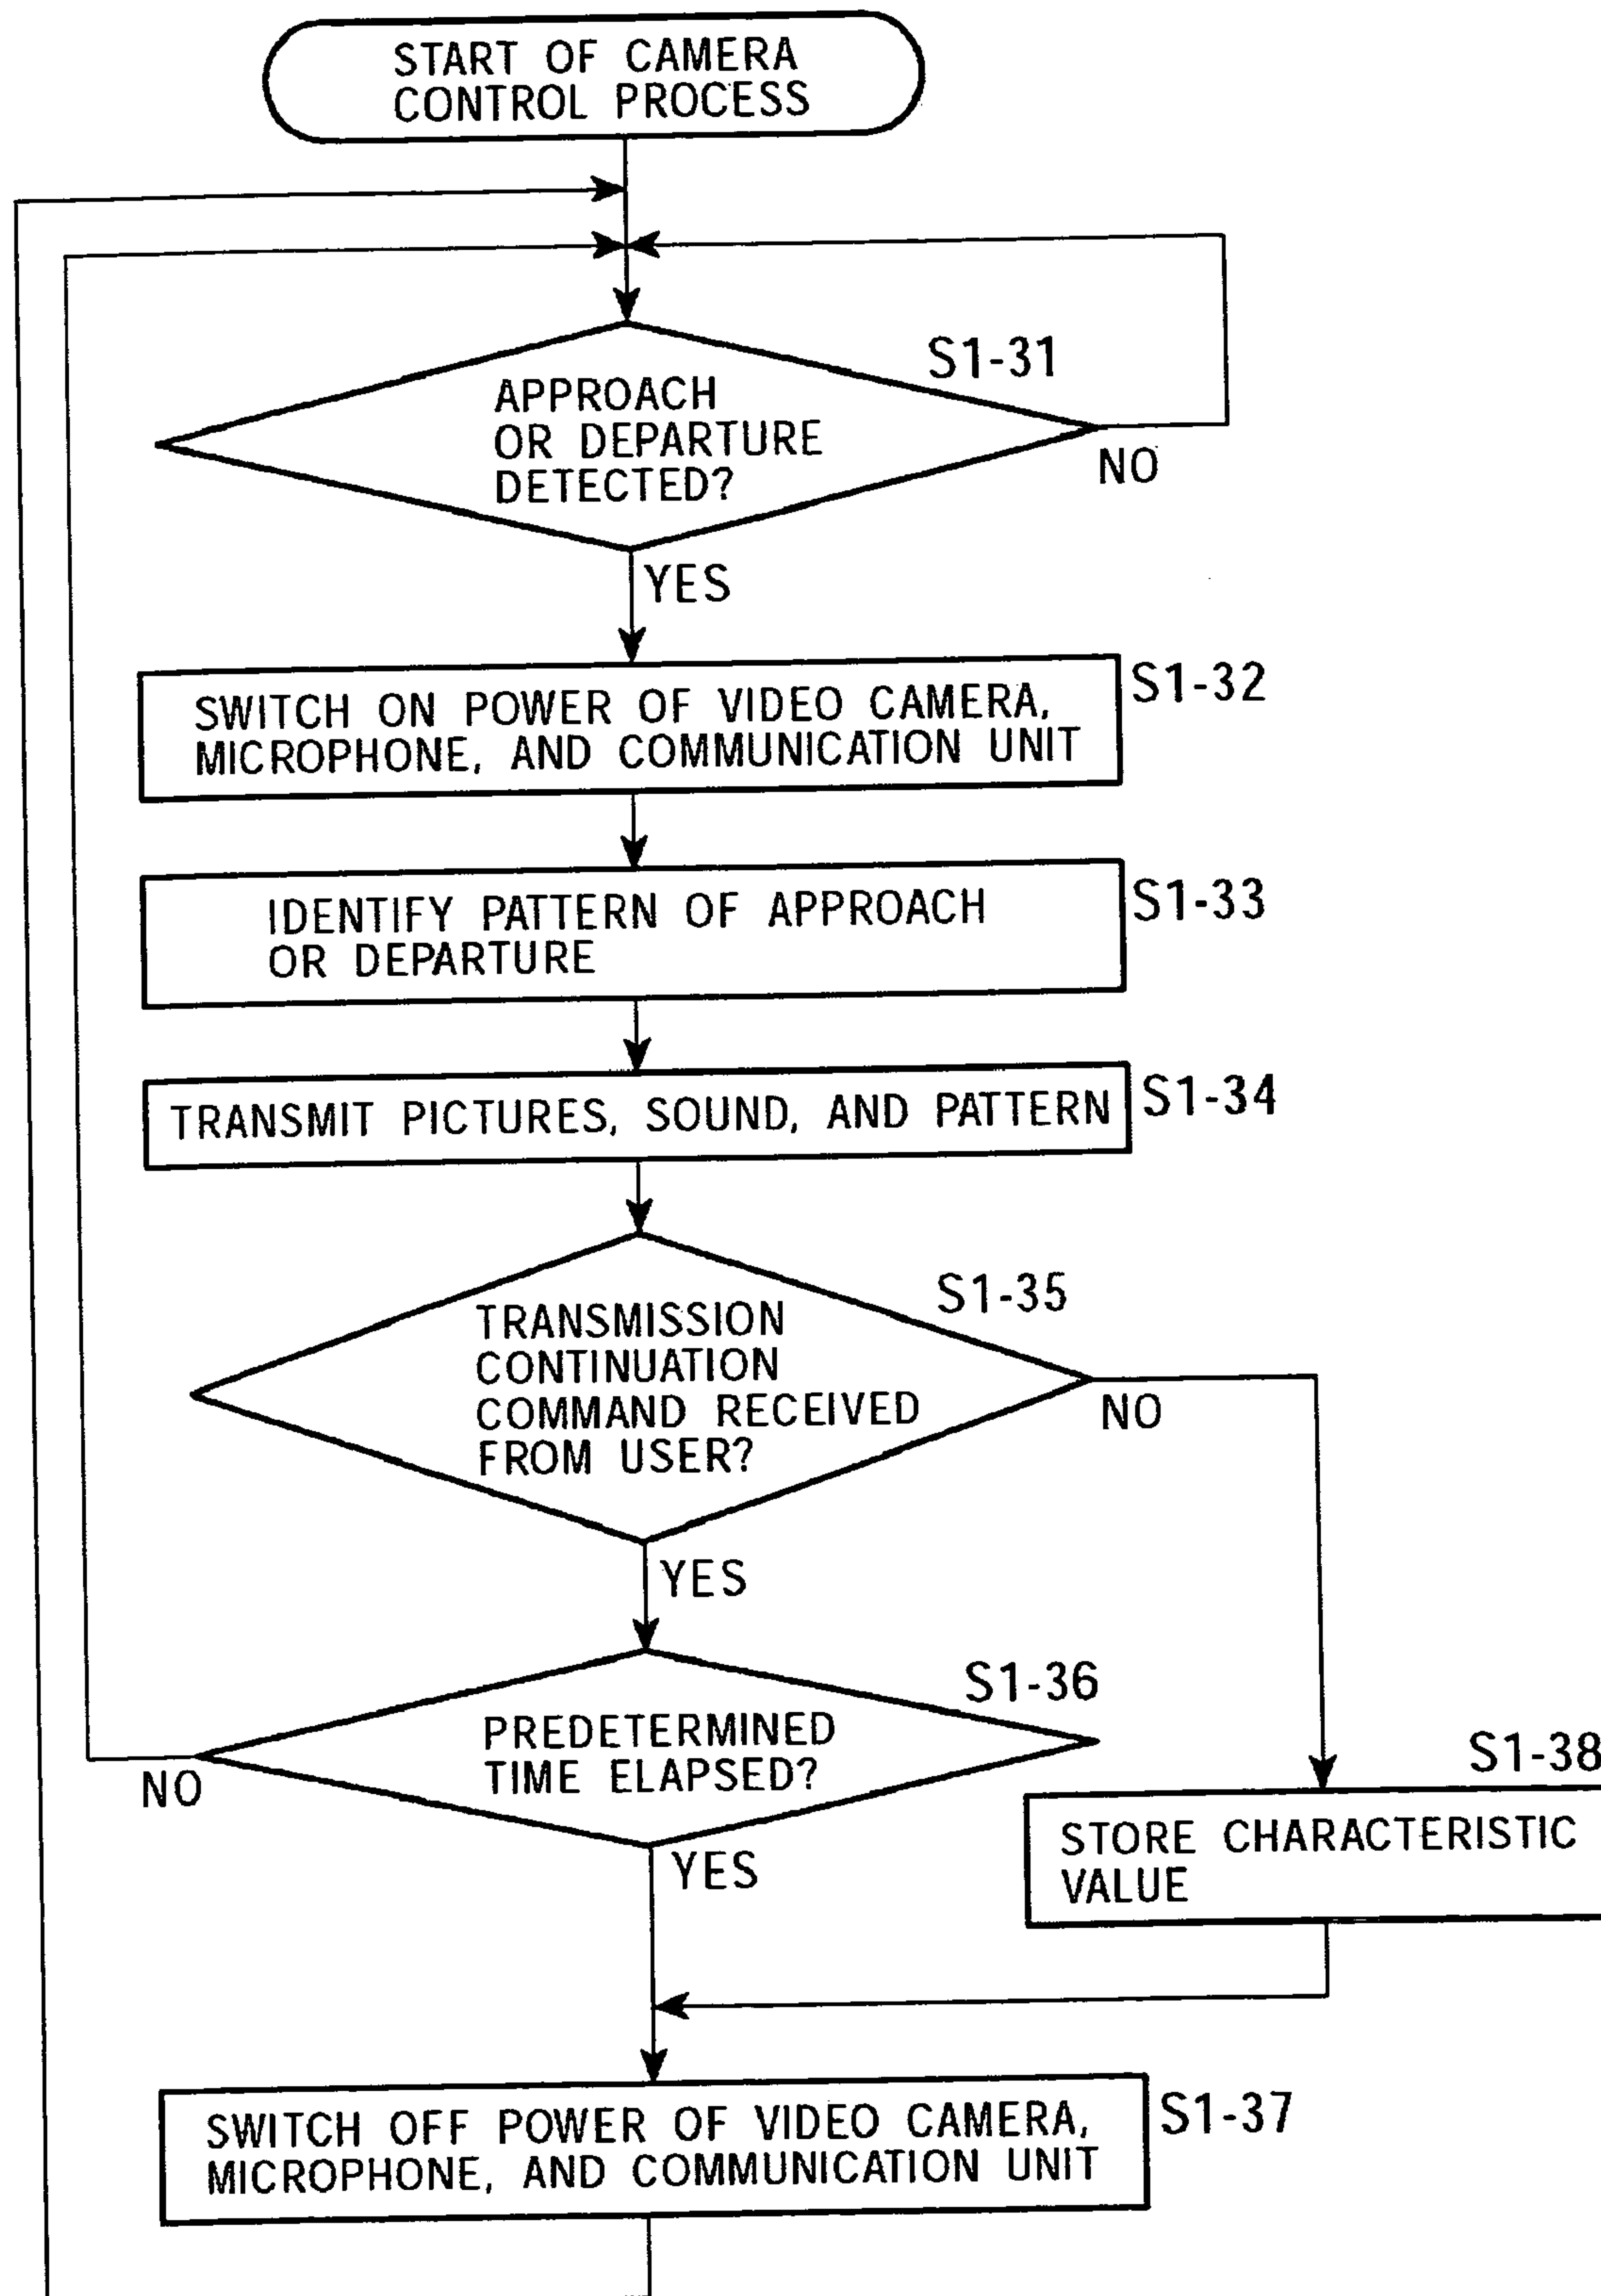 START OF CAMERA
CONTROL PROCESS
S1-31
APPROACH
OR DEPARTURE
DETECTED?
NO
YES
S1-32
SWITCH ON POWER OF VIDEO CAMERA,
MICROPHONE, AND COMMUNICATION UNIT
S1-33
IDENTIFY PATTERN OF APPROACH
OR DEPARTURE
S1-34
TRANSMIT PICTURES, SOUND, AND PATTERN
S1-35
TRANSMISSION
CONTINUATION
COMMAND RECEIVED
FROM USER?
NO
YES
S1-36
PREDETERMINED
TIME ELAPSED?
NO
YES
S1-38
STORE CHARACTERISTIC
VALUE
S1-37
SWITCH OFF POWER OF VIDEO CAMERA,
MICROPHONE, AND COMMUNICATION UNIT